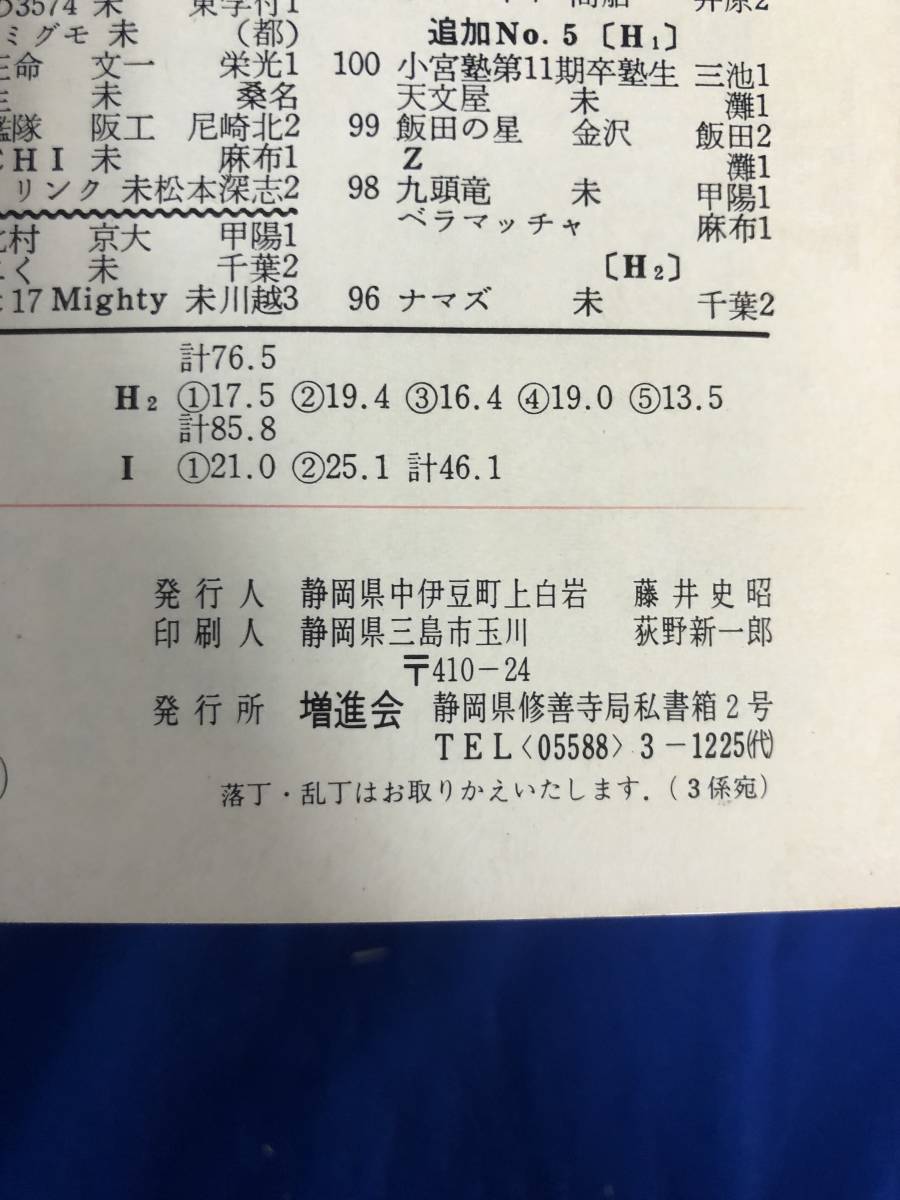 3574 未 東学付1
ミグモ 未 (都)
命 文一 栄光1
未 桑名
艦隊 阪工 尼崎北2
CHI 未 麻布1
リンク 未 松本深志2
村 京大 甲陽1
く 未 千葉2
17 Mighty 未 川越3
井原2
追加No. 5 〔H₁〕
100 小宮塾第11期卒塾生 三池1
天文屋 未 灘1
99 飯田の星 金沢 飯田2
Z 灘1
98 九頭竜 未 甲陽1
ベラマッチャ 麻布1
〔H₂〕
96 ナマズ 未 千葉2
計76.5
H₂ ①17.5 ②19.4 ③16.4 ④19.0 ⑤13.5
計85.8
I ①21.0 ②25.1 計46.1
発行人 静岡県中伊豆町上白岩 藤井史昭
印刷人 静岡県三島市玉川 荻野新一郎
〒410-24
発行所 増進会 静岡県修善寺局私書箱2号
TEL〈05588〉3-1225㈹
落丁・乱丁はお取りかえいたします.(3係宛)